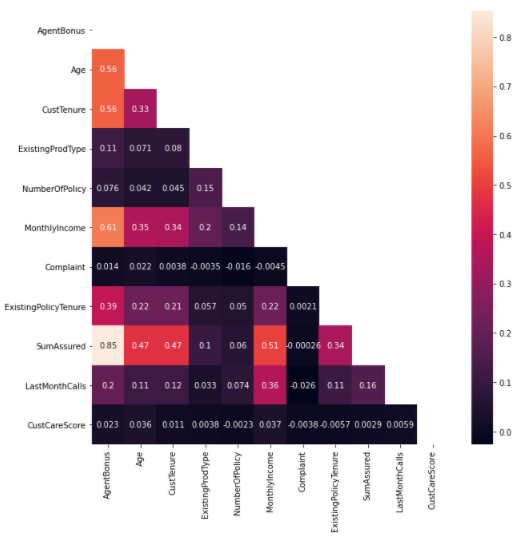 AgentBonus
Age 0.56
CustTenure 0.56 0.33
ExistingProdType 0.11 0.071 0.08
NumberOfPolicy 0.076 0.042 0.045 0.15
MonthlyIncome 0.61 0.35 0.34 0.2 0.14
Complaint 0.014 0.022 0.0038 -0.0035 -0.016 -0.0045
ExistingPolicyTenure 0.39 0.22 0.21 0.057 0.05 0.22 0.0021
SumAssured 0.85 0.47 0.47 0.1 0.06 0.51 -0.00026 0.34
LastMonthCalls 0.2 0.11 0.12 0.033 0.074 0.36 -0.026 0.11 0.16
CustCareScore 0.023 0.036 0.011 0.0038 -0.0023 0.037 -0.0038 -0.0057 0.0029 0.0059
AgentBonus
Age
CustTenure
ExistingProdType
NumberOfPolicy
MonthlyIncome
Complaint
ExistingPolicyTenure
SumAssured
LastMonthCalls
CustCareScore
0.8
0.7
0.6
0.5
0.4
0.3
0.2
0.1
0.0